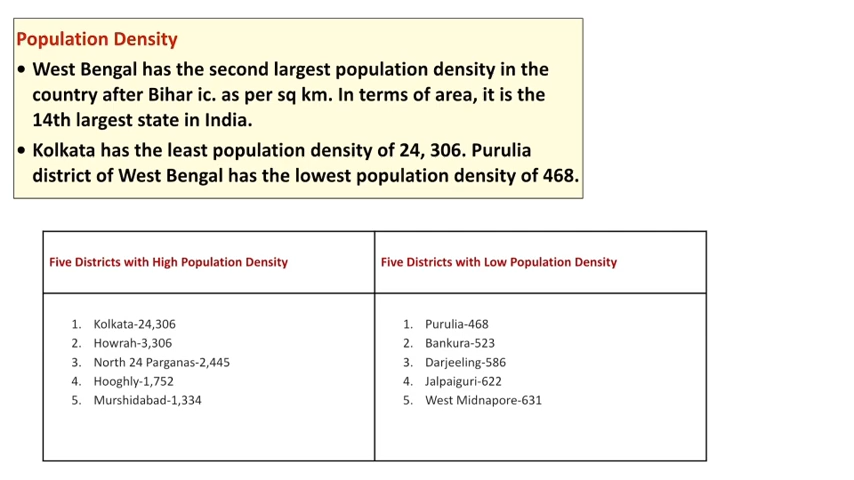 Population Density
• West Bengal has the second largest population density in the
country after Bihar ic. as per sq km. In terms of area, it is the
14th largest state in India.
• Kolkata has the least population density of 24, 306. Purulia
district of West Bengal has the lowest population density of 468.
Five Districts with High Population Density
1. Kolkata-24,306
2. Howrah-3,306
3. North 24 Parganas-2,445
4. Hooghly-1,752
5. Murshidabad-1,334
Five Districts with Low Population Density
1. Purulia-468
2. Bankura-523
3. Darjeeling-586
4. Jalpaiguri-622
5. West Midnapore-631